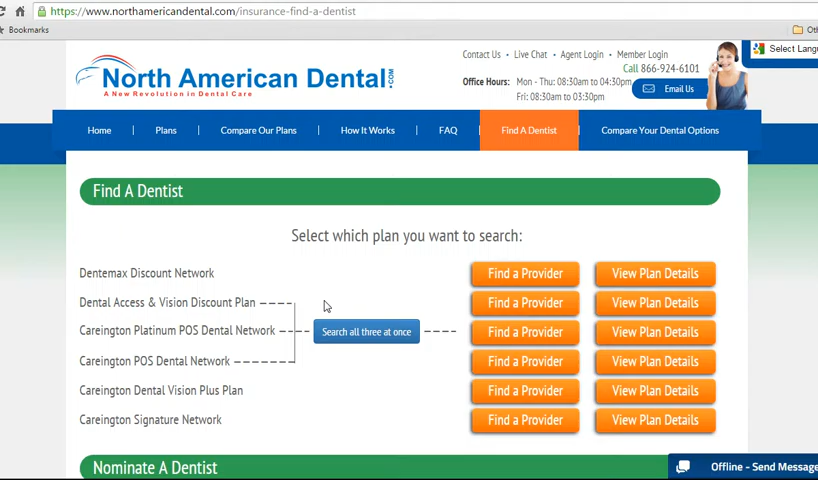 https://www.northamericandental.com/insurance-find-a-dentist
Bookmarks
Contact Us • Live Chat • Agent Login • Member Login
Call 866-924-6101
Select
North American Dental .COM
A New Revolution in Dental Care
Office Hours: Mon - Thu: 08:30am to 04:30pm
Fri: 08:30am to 03:30pm
Email Us
Home
Plans
Compare Our Plans
How It Works
FAQ
Find A Dentist
Compare Your Dental Options
Find A Dentist
Select which plan you want to search:
Dentemax Discount Network Find a Provider View Plan Details
Dental Access & Vision Discount Plan Find a Provider View Plan Details
Careington Platinum POS Dental Network Search all three at once Find a Provider View Plan Details
Careington POS Dental Network Find a Provider View Plan Details
Careington Dental Vision Plus Plan Find a Provider View Plan Details
Careington Signature Network Find a Provider View Plan Details
Nominate A Dentist
Offline - Send Message